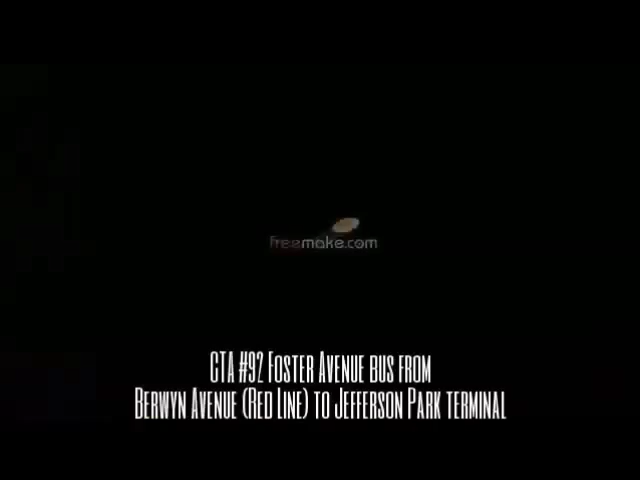 freemake.com
CTA #92 Foster Avenue bus from
Berwyn Avenue (Red Line) to Jefferson Park terminal